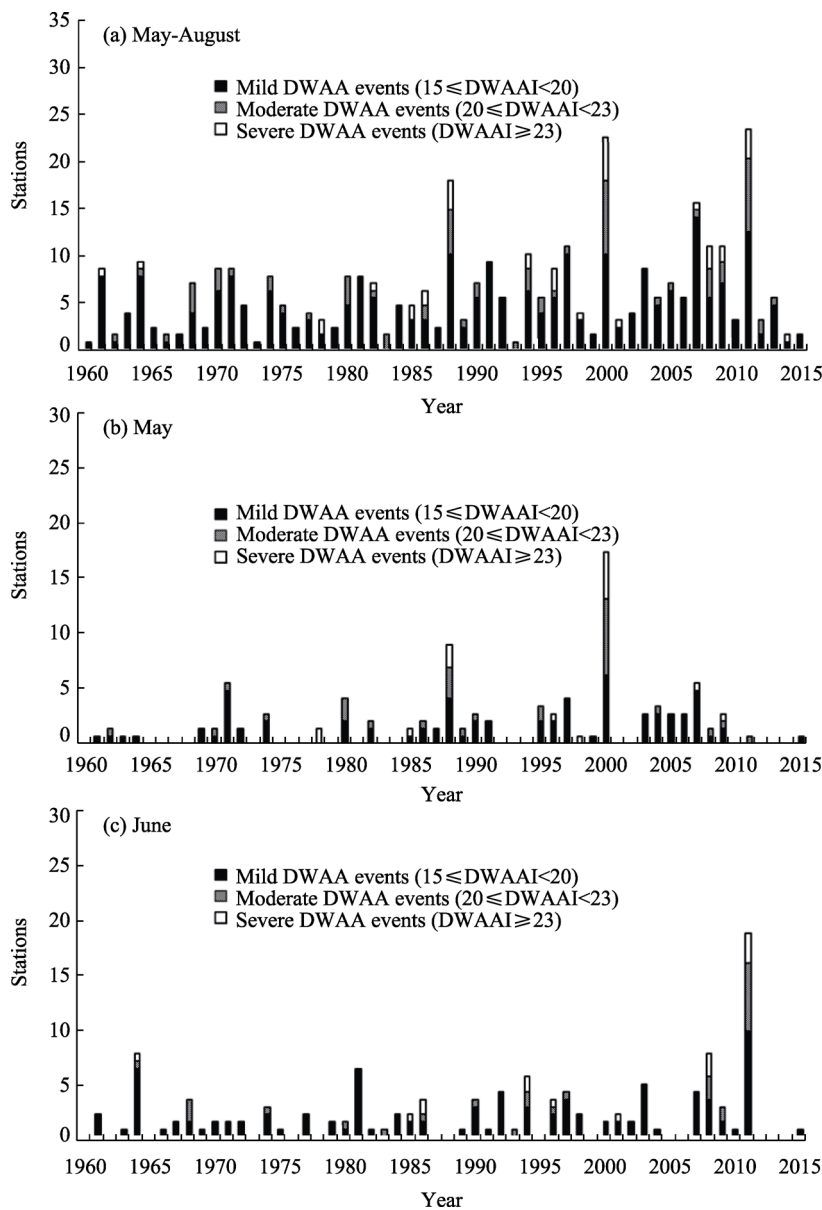 35
(a) May-August
30
Mild DWAA events (15≤DWAAI<20)
Moderate DWAA events (20≤DWAAI<23)
Severe DWAA events (DWAAI≥23)
25
20
15
10
5
0
Stations
1960 1965 1970 1975 1980 1985 1990 1995 2000 2005 2010 2015
Year
30
(b) May
25
Mild DWAA events (15≤DWAAI<20)
Moderate DWAA events (20≤DWAAI<23)
Severe DWAA events (DWAAI≥23)
20
15
10
5
0
Stations
1960 1965 1970 1975 1980 1985 1990 1995 2000 2005 2010 2015
Year
30
(c) June
25
Mild DWAA events (15≤DWAAI<20)
Moderate DWAA events (20≤DWAAI<23)
Severe DWAA events (DWAAI≥23)
20
15
10
5
0
Stations
1960 1965 1970 1975 1980 1985 1990 1995 2000 2005 2010 2015
Year